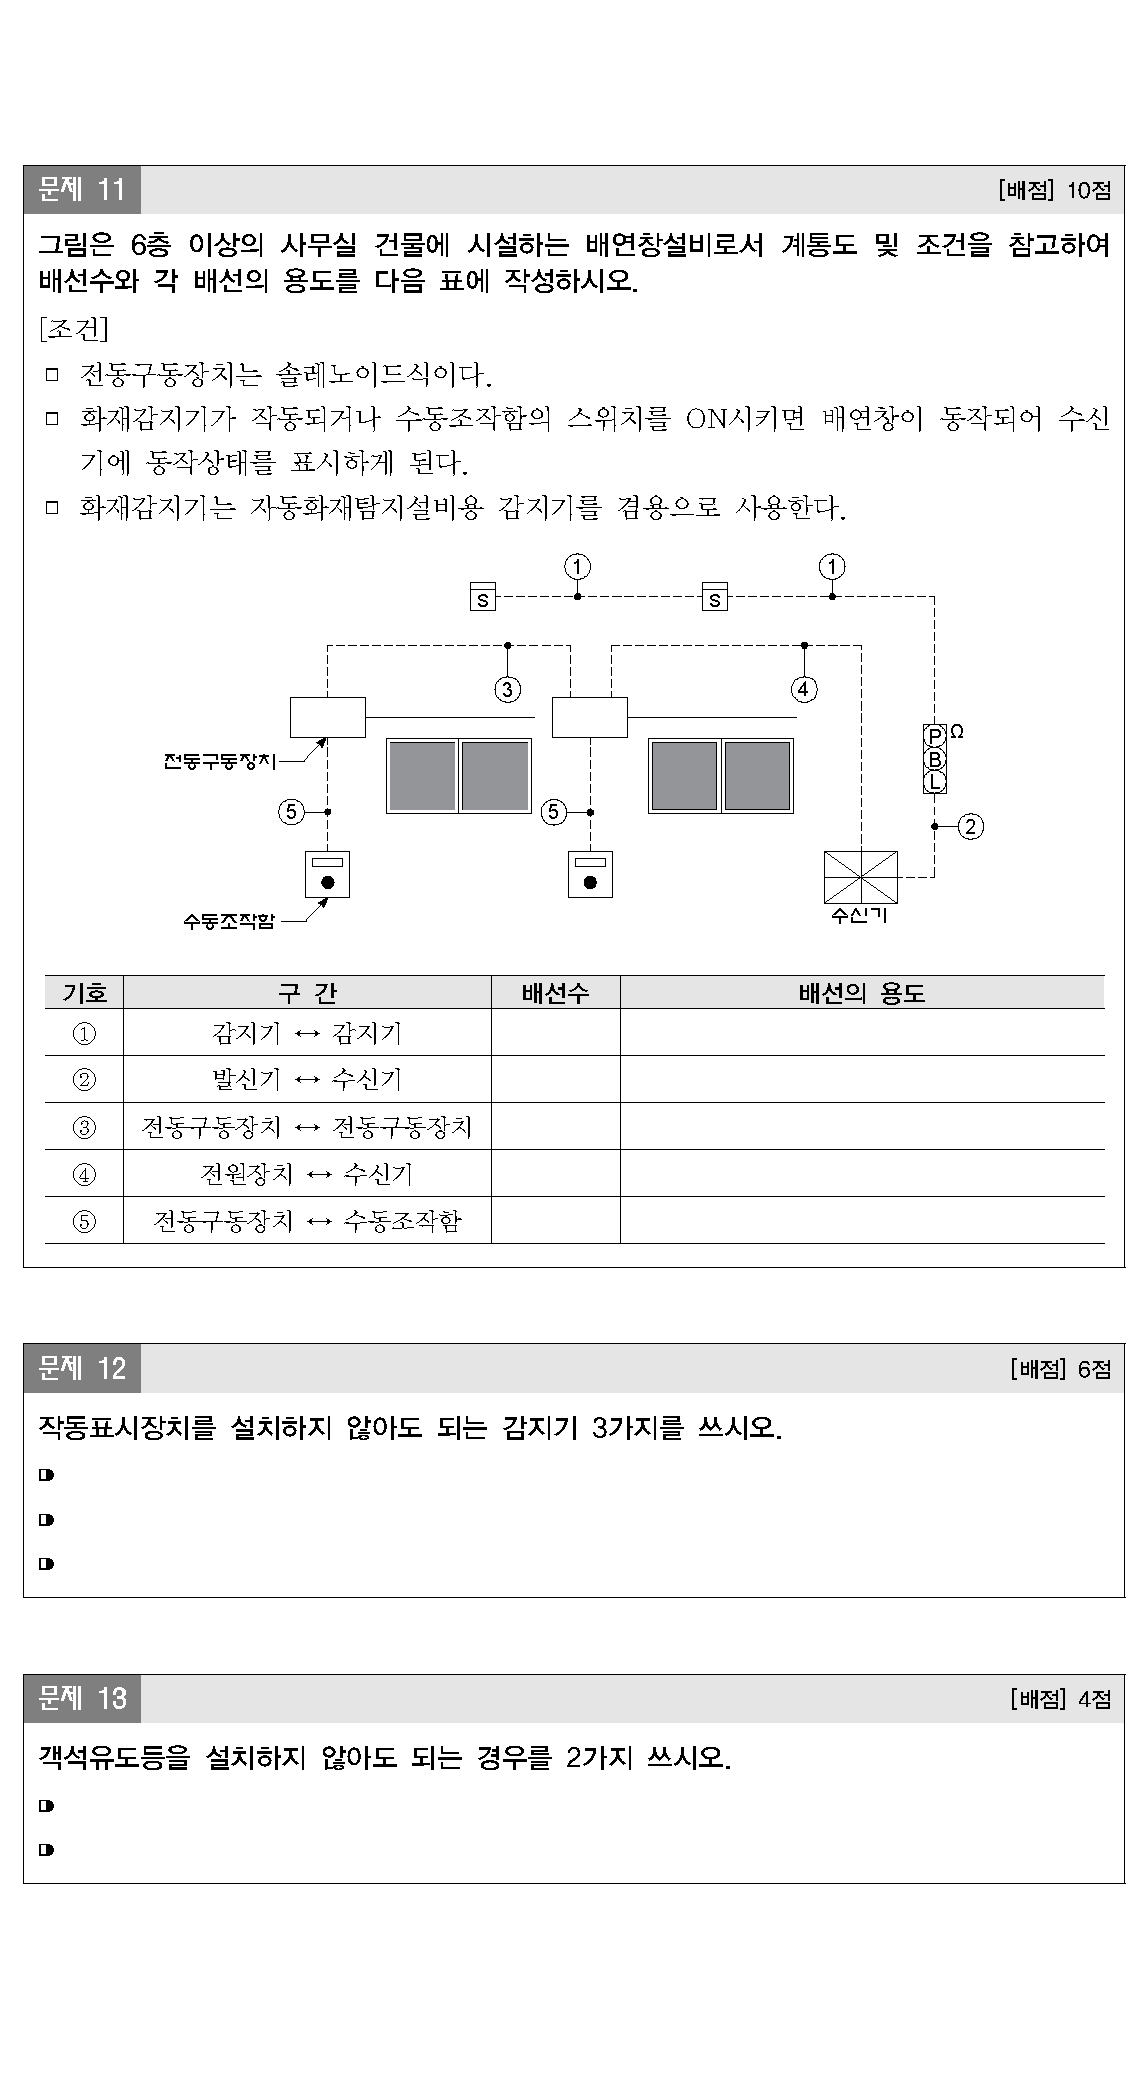 문제 11 [배점] 10점
그림은 6층 이상의 사무실 건물에 시설하는 배연창설비로서 계통도 및 조건을 참고하여
배선수와 각 배선의 용도를 다음 표에 작성하시오.
[조건]
□ 전동구동장치는 솔레노이드식이다.
□ 화재감지기가 작동되거나 수동조작함의 스위치를 ON시키면 배연창이 동작되어 수신
기에 동작상태를 표시하게 된다.
□ 화재감지기는 자동화재탐지설비용 감지기를 겸용으로 사용한다.
① ①
S S
③ ④
P Ω
B
L
전동구동장치
⑤ ⑤ ②
수동조작함 수신기
기호 구 간 배선수 배선의 용도
① 감지기 ↔ 감지기
② 발신기 ↔ 수신기
③ 전동구동장치 ↔ 전동구동장치
④ 전원장치 ↔ 수신기
⑤ 전동구동장치 ↔ 수동조작함
문제 12 [배점] 6점
작동표시장치를 설치하지 않아도 되는 감지기 3가지를 쓰시오.
문제 13 [배점] 4점
객석유도등을 설치하지 않아도 되는 경우를 2가지 쓰시오.